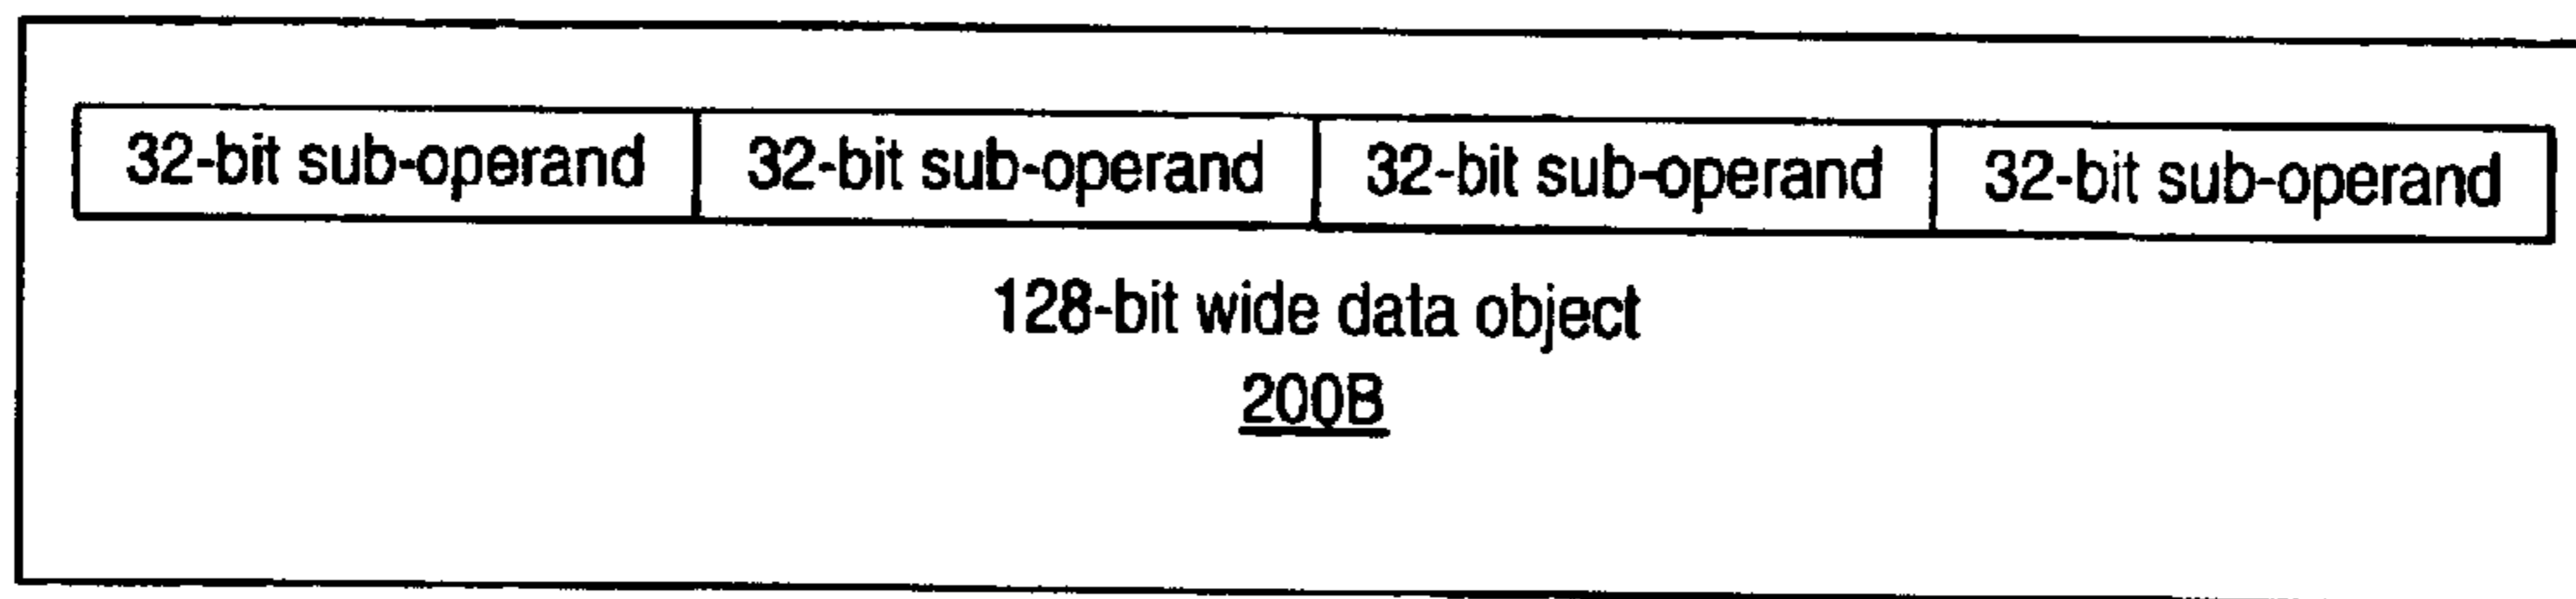 32-bit sub-operand 32-bit sub-operand 32-bit sub-operand 32-bit sub-operand
128-bit wide data object
200B